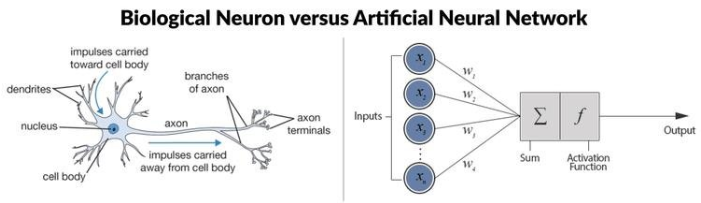 Biological Neuron versus Artificial Neural Network
impulses carried
toward cell body
dendrites
nucleus
cell body
axon
impulses carried
away from cell body
branches
of axon
axon
terminals
Inputs
x₁
x₂
x₃
xₙ
w₁
w₂
w₃
w₄
Σ
f
Sum
Activation
Function
Output